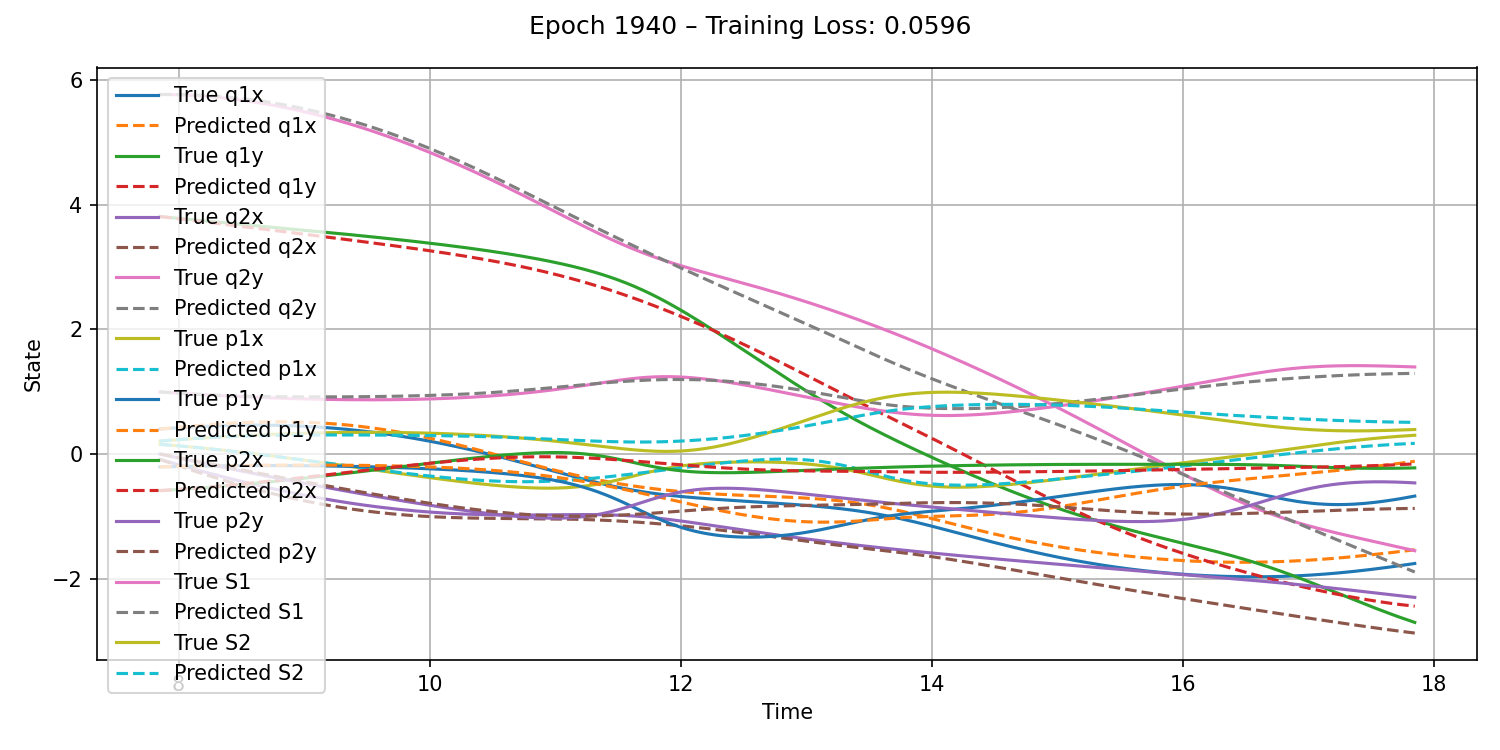 Epoch 1940 – Training Loss: 0.0596
6
4
2
0
−2
State
True q1x
Predicted q1x
True q1y
Predicted q1y
True q2x
Predicted q2x
True q2y
Predicted q2y
True p1x
Predicted p1x
True p1y
Predicted p1y
True p2x
Predicted p2x
True p2y
Predicted p2y
True S1
Predicted S1
True S2
Predicted S2
8 10 12 14 16 18
Time